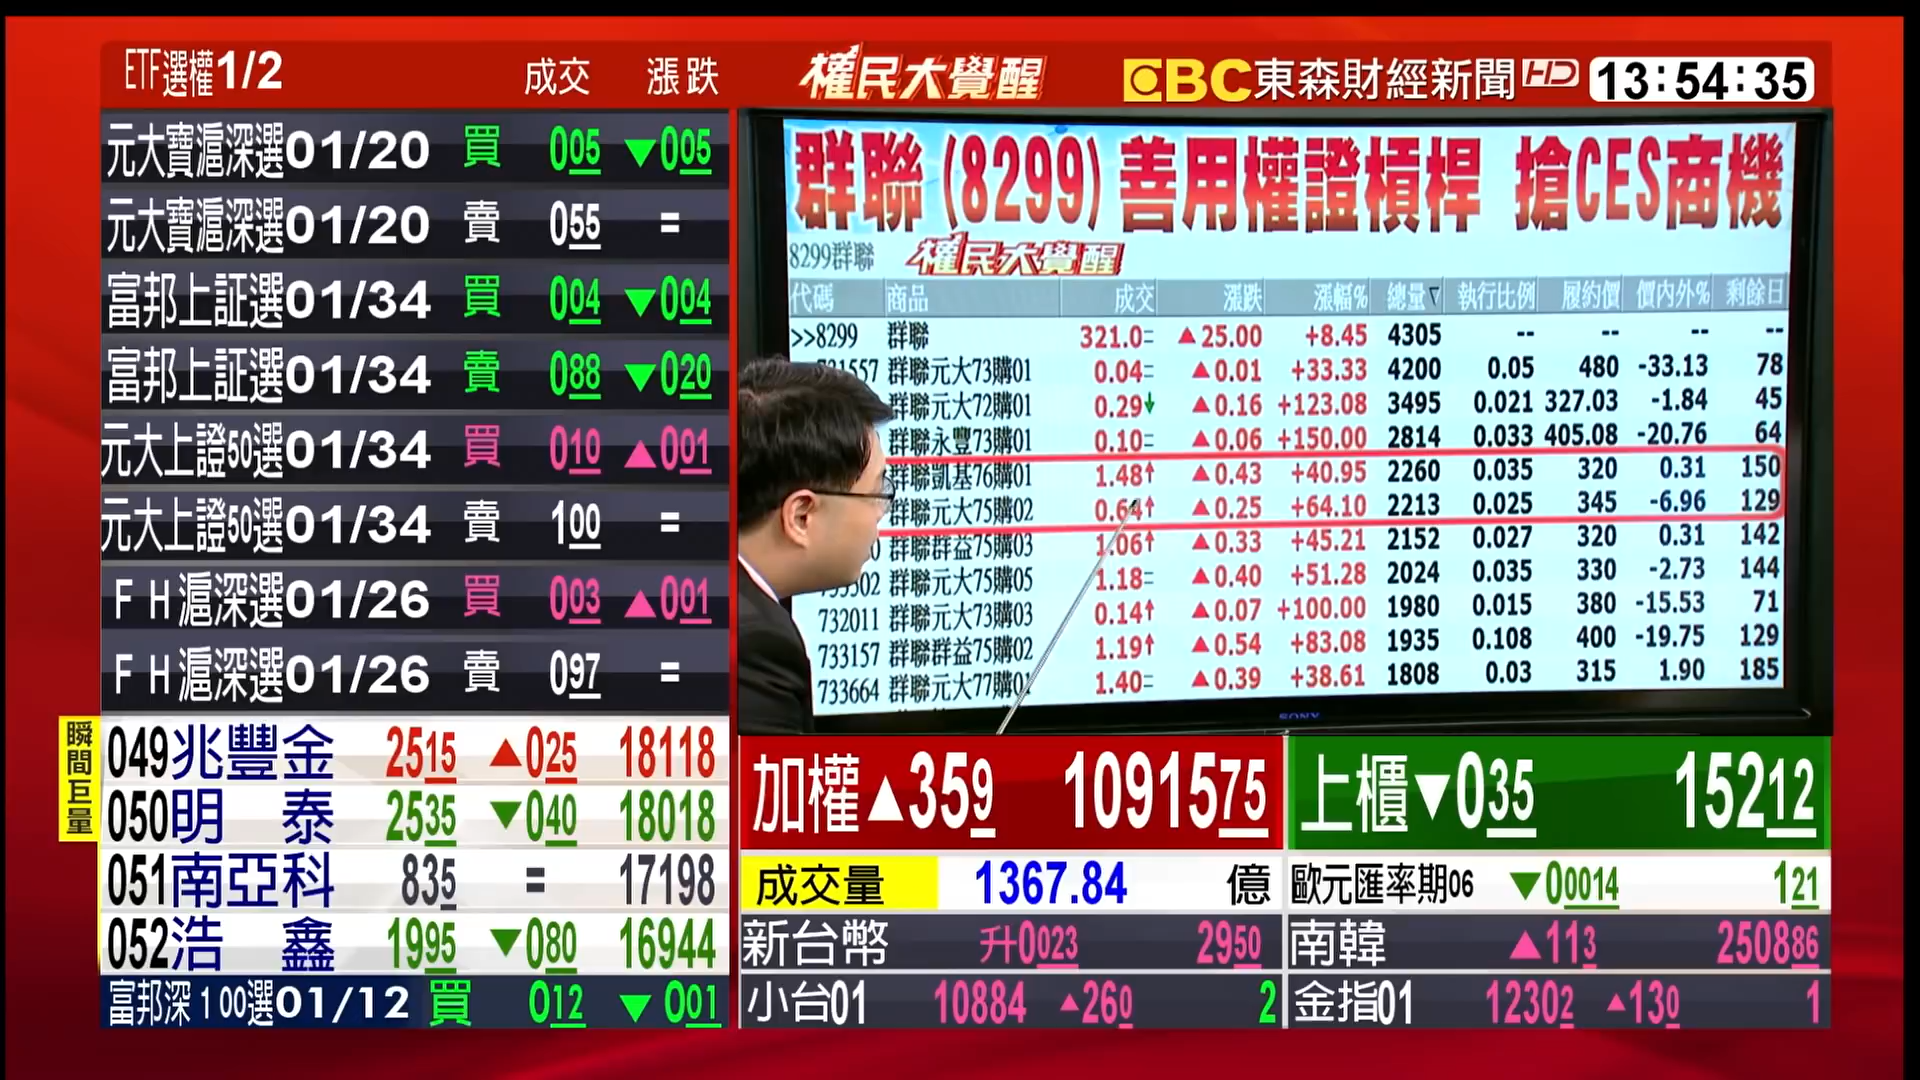 ETF選權1/2 成交 漲跌
權民大覺醒
EBC東森財經新聞HD 13:54:35
元大寶滬深選01/20 買 005 ▼005
元大寶滬深選01/20 賣 055 =
富邦上証選01/34 買 004 ▼004
富邦上証選01/34 賣 088 ▼020
元大上證50選01/34 買 010 ▲001
元大上證50選01/34 賣 100 =
FH滬深選01/26 買 003 ▲001
FH滬深選01/26 賣 097 =
瞬間巨量
049兆豐金 2515 ▲025 18118
050明泰 2535 ▼040 18018
051南亞科 835 = 17198
052浩鑫 1995 ▼080 16944
富邦深100選01/12 買 012 ▼001
群聯(8299)善用權證槓桿 搶CES商機
8299群聯 權民大覺醒
代碼 商品 成交 漲跌 漲幅% 總量 執行比例 履約價 價內外% 剩餘日
>>8299 群聯 321.0= ▲25.00 +8.45 4305 -- -- -- --
731557 群聯元大73購01 0.04= ▲0.01 +33.33 4200 0.05 480 -33.13 78
群聯元大72購01 0.29↓ ▲0.16 +123.08 3495 0.021 327.03 -1.84 45
群聯永豐73購01 0.10= ▲0.06 +150.00 2814 0.033 405.08 -20.76 64
群聯凱基76購01 1.48↑ ▲0.43 +40.95 2260 0.035 320 0.31 150
群聯元大75購02 0.64↑ ▲0.25 +64.10 2213 0.025 345 -6.96 129
群聯群益75購03 1.06↑ ▲0.33 +45.21 2152 0.027 320 0.31 142
群聯元大75購05 1.18= ▲0.40 +51.28 2024 0.035 330 -2.73 144
732011 群聯元大73購03 0.14↑ ▲0.07 +100.00 1980 0.015 380 -15.53 71
733157 群聯群益75購02 1.19↑ ▲0.54 +83.08 1935 0.108 400 -19.75 129
733664 群聯元大77購01 1.40= ▲0.39 +38.61 1808 0.03 315 1.90 185
SONY
加權▲359 1091575
上櫃▼035 15212
成交量 1367.84 億
歐元匯率期06 ▼00014 121
新台幣 升0023 2950
南韓 ▲113 250886
小台01 10884 ▲260 2
金指01 12302 ▲130 1